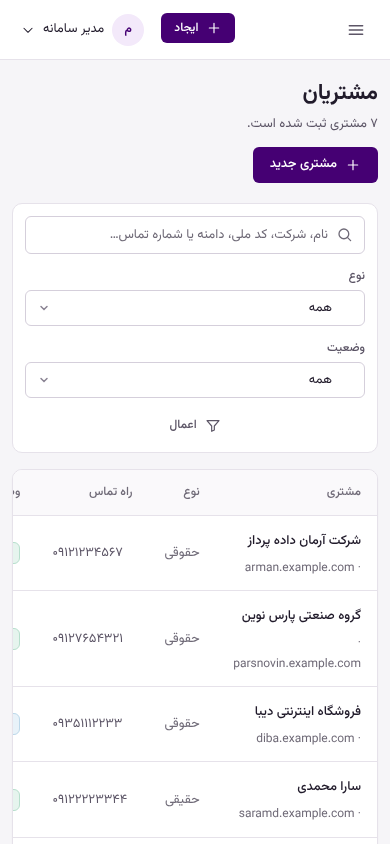 ایجاد
م
مدیر سامانه
مشتریان
۷ مشتری ثبت شده است.
مشتری جدید
نام، شرکت، کد ملی، دامنه یا شماره تماس...
نوع
همه
وضعیت
همه
اعمال
مشتری نوع راه تماس
شرکت آرمان داده پرداز حقوقی ۰۹۱۲۱۲۳۴۵۶۷
· arman.example.com
گروه صنعتی پارس نوین
·
حقوقی ۰۹۱۲۷۶۵۴۳۲۱
parsnovin.example.com
فروشگاه اینترنتی دیبا حقوقی ۰۹۳۵۱۱۱۲۲۳۳
· diba.example.com
سارا محمدی حقیقی ۰۹۱۲۲۲۲۳۳۴۴
· saramd.example.com